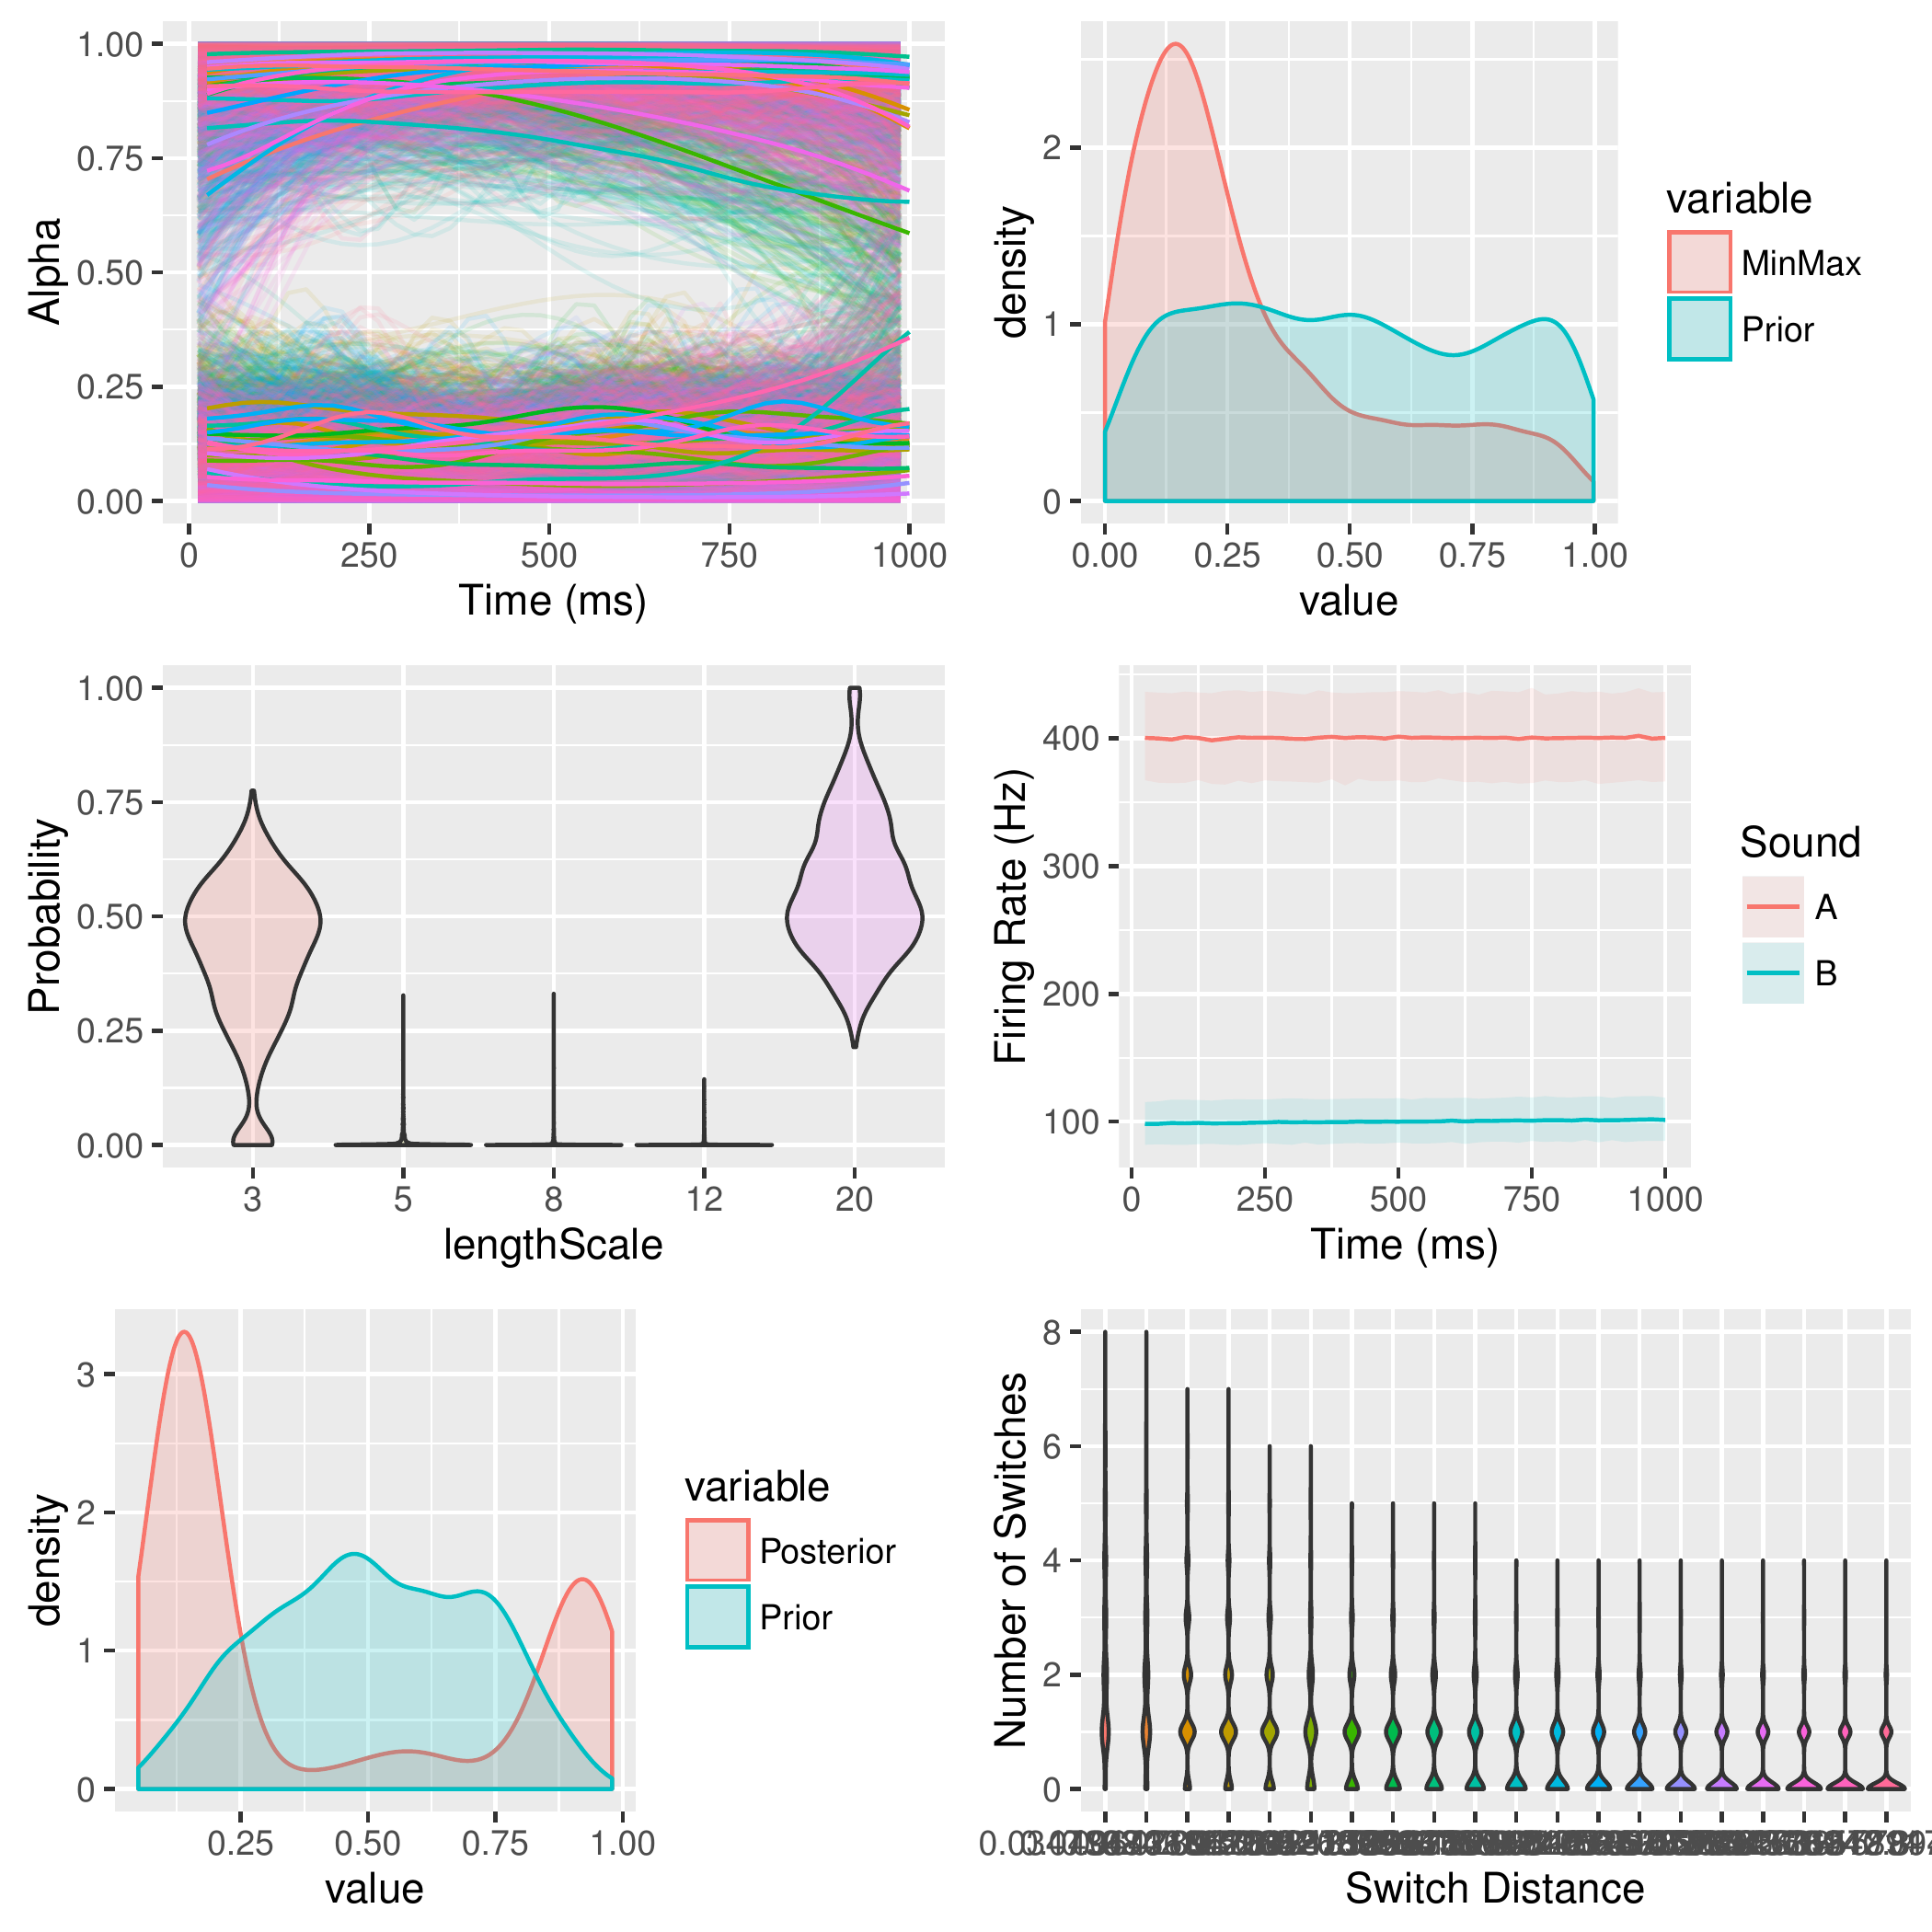 1.00
0.75
0.50
0.25
0.00
Alpha
0 250 500 750 1000
Time (ms)
2
1
0
density
0.00 0.25 0.50 0.75 1.00
value
variable
MinMax
Prior
1.00
0.75
0.50
0.25
0.00
Probability
3 5 8 12 20
lengthScale
400
300
200
100
Firing Rate (Hz)
0 250 500 750 1000
Time (ms)
Sound
A
B
3
2
1
0
density
0.25 0.50 0.75 1.00
value
variable
Posterior
Prior
8
6
4
2
0
Number of Switches
Switch Distance